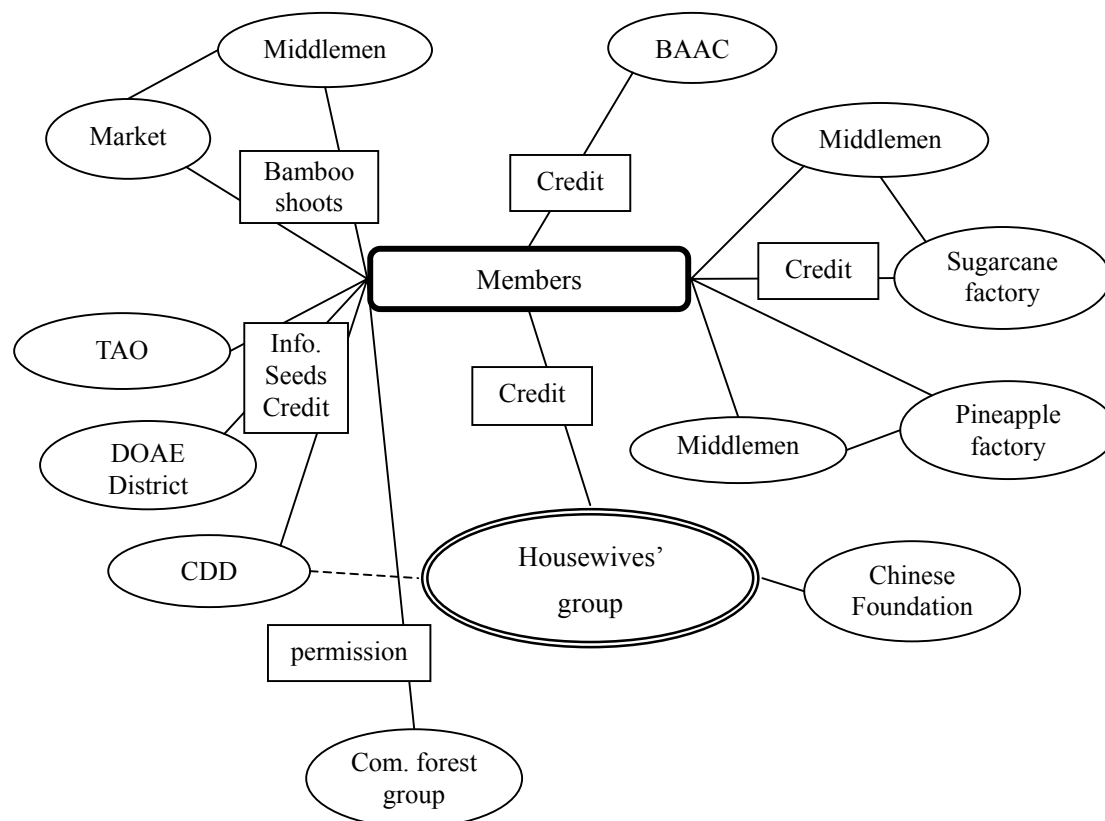 Middlemen
BAAC
Market
Middlemen
Bamboo
shoots
Credit
Members
Credit
Sugarcane
factory
TAO
Info.
Seeds
Credit
Credit
Pineapple
factory
Middlemen
DOAE
District
CDD
Housewives’
group
Chinese
Foundation
permission
Com. forest
group